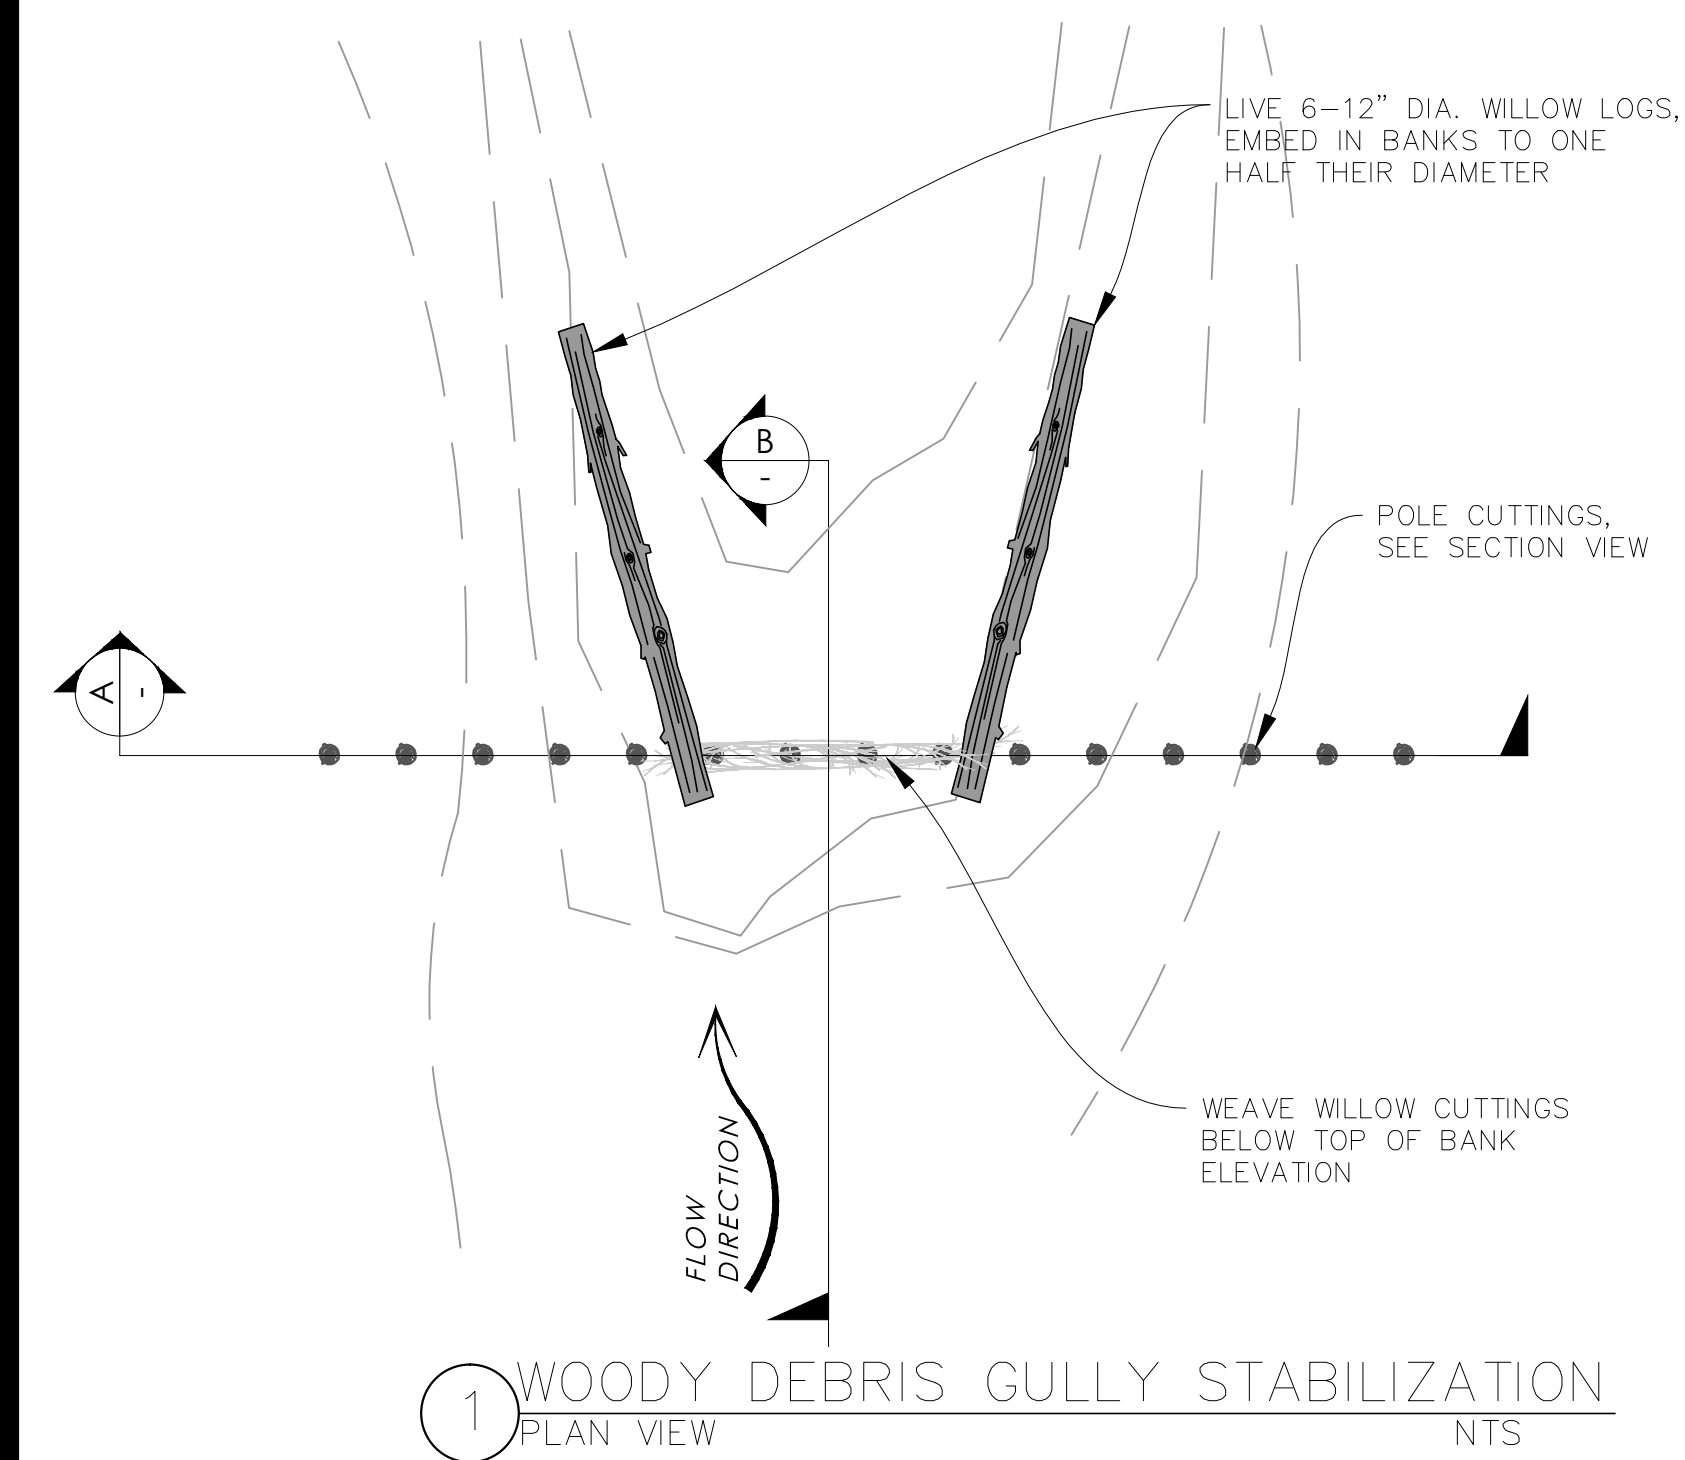 LIVE 6–12" DIA. WILLOW LOGS,
EMBED IN BANKS TO ONE
HALF THEIR DIAMETER
B
-
POLE CUTTINGS,
SEE SECTION VIEW
A
-
WEAVE WILLOW CUTTINGS
BELOW TOP OF BANK
ELEVATION
FLOW
DIRECTION
1
WOODY DEBRIS GULLY STABILIZATION
PLAN VIEW NTS